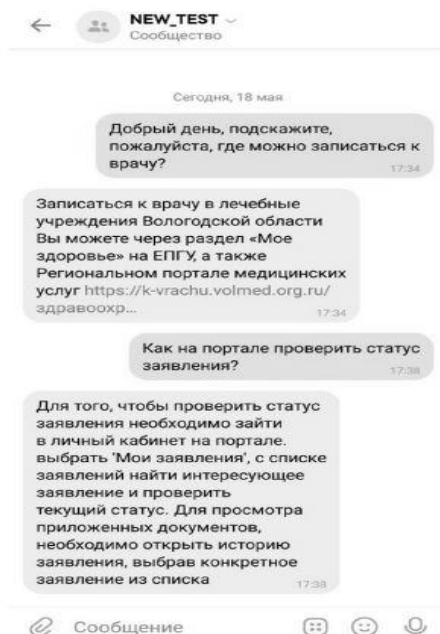 NEW_TEST
Сообщество
Сегодня, 18 мая
Добрый день, подскажите,
пожалуйста, где можно записаться к
врачу?
17:34
Записаться к врачу в лечебные
учреждения Вологодской области
Вы можете через раздел «Мое
здоровье» на ЕПГУ, а также
Региональном портале медицинских
услуг https://k-vrachu.volmed.org.ru/
здравоохр...
17:34
Как на портале проверить статус
заявления?
17:38
Для того, чтобы проверить статус
заявления необходимо зайти
в личный кабинет на портале.
выбрать 'Мои заявления', с списке
заявлений найти интересующее
заявление и проверить
текущий статус. Для просмотра
приложенных документов,
необходимо открыть историю
заявления, выбрав конкретное
заявление из списка
17:38
Сообщение